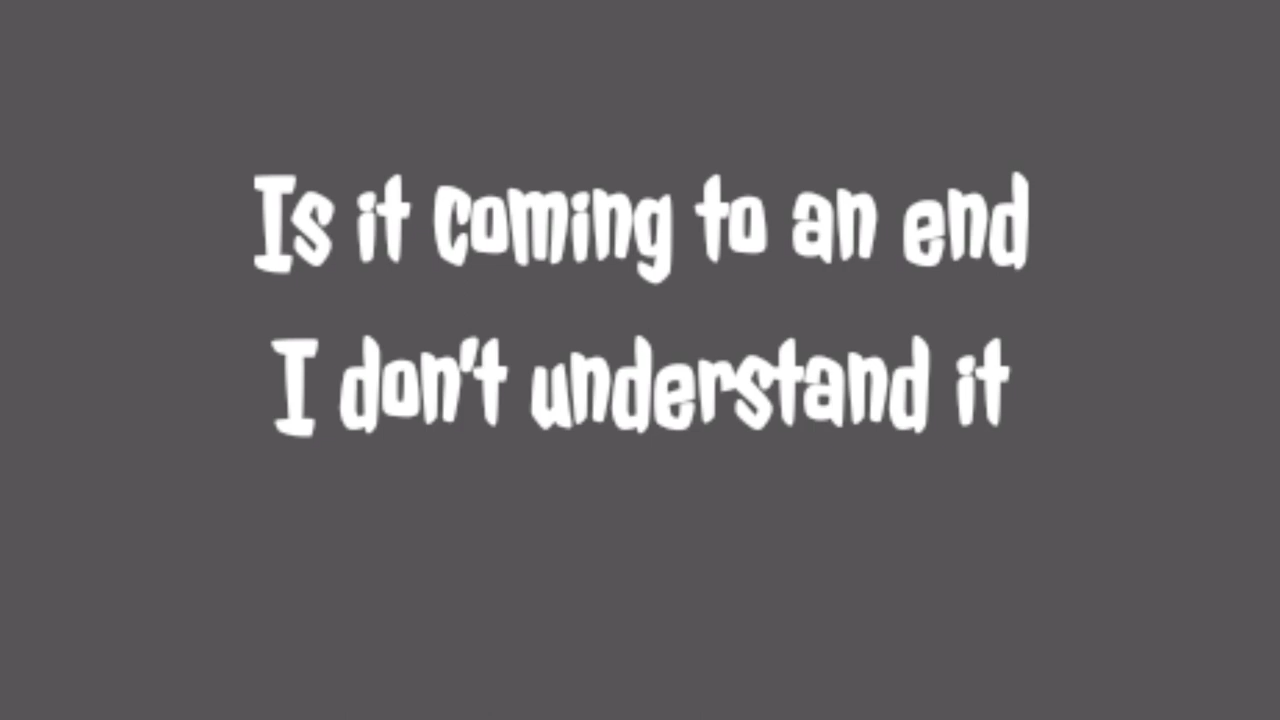 Is it coming to an end
I don't understand it